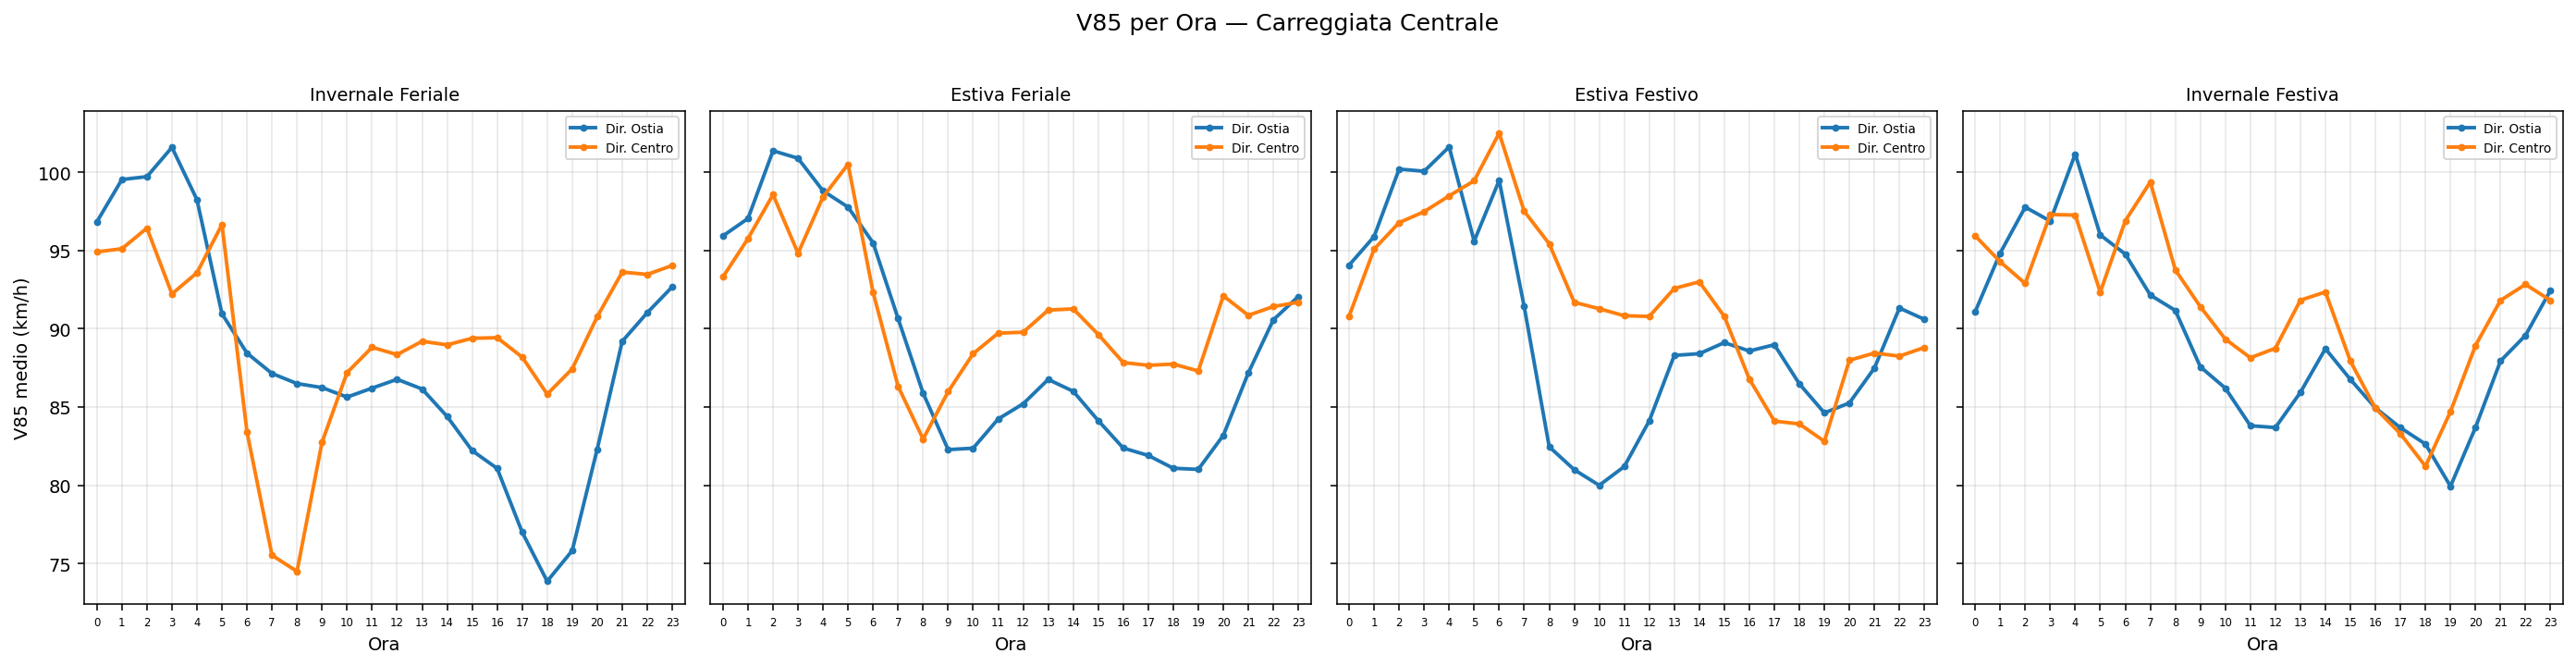 V85 per Ora — Carreggiata Centrale
Invernale Feriale
Estiva Feriale
Estiva Festivo
Invernale Festiva
V85 medio (km/h)
100
95
90
85
80
75
Dir. Ostia
Dir. Centro
Dir. Ostia
Dir. Centro
Dir. Ostia
Dir. Centro
Dir. Ostia
Dir. Centro
0 1 2 3 4 5 6 7 8 9 10 11 12 13 14 15 16 17 18 19 20 21 22 23
0 1 2 3 4 5 6 7 8 9 10 11 12 13 14 15 16 17 18 19 20 21 22 23
0 1 2 3 4 5 6 7 8 9 10 11 12 13 14 15 16 17 18 19 20 21 22 23
0 1 2 3 4 5 6 7 8 9 10 11 12 13 14 15 16 17 18 19 20 21 22 23
Ora
Ora
Ora
Ora